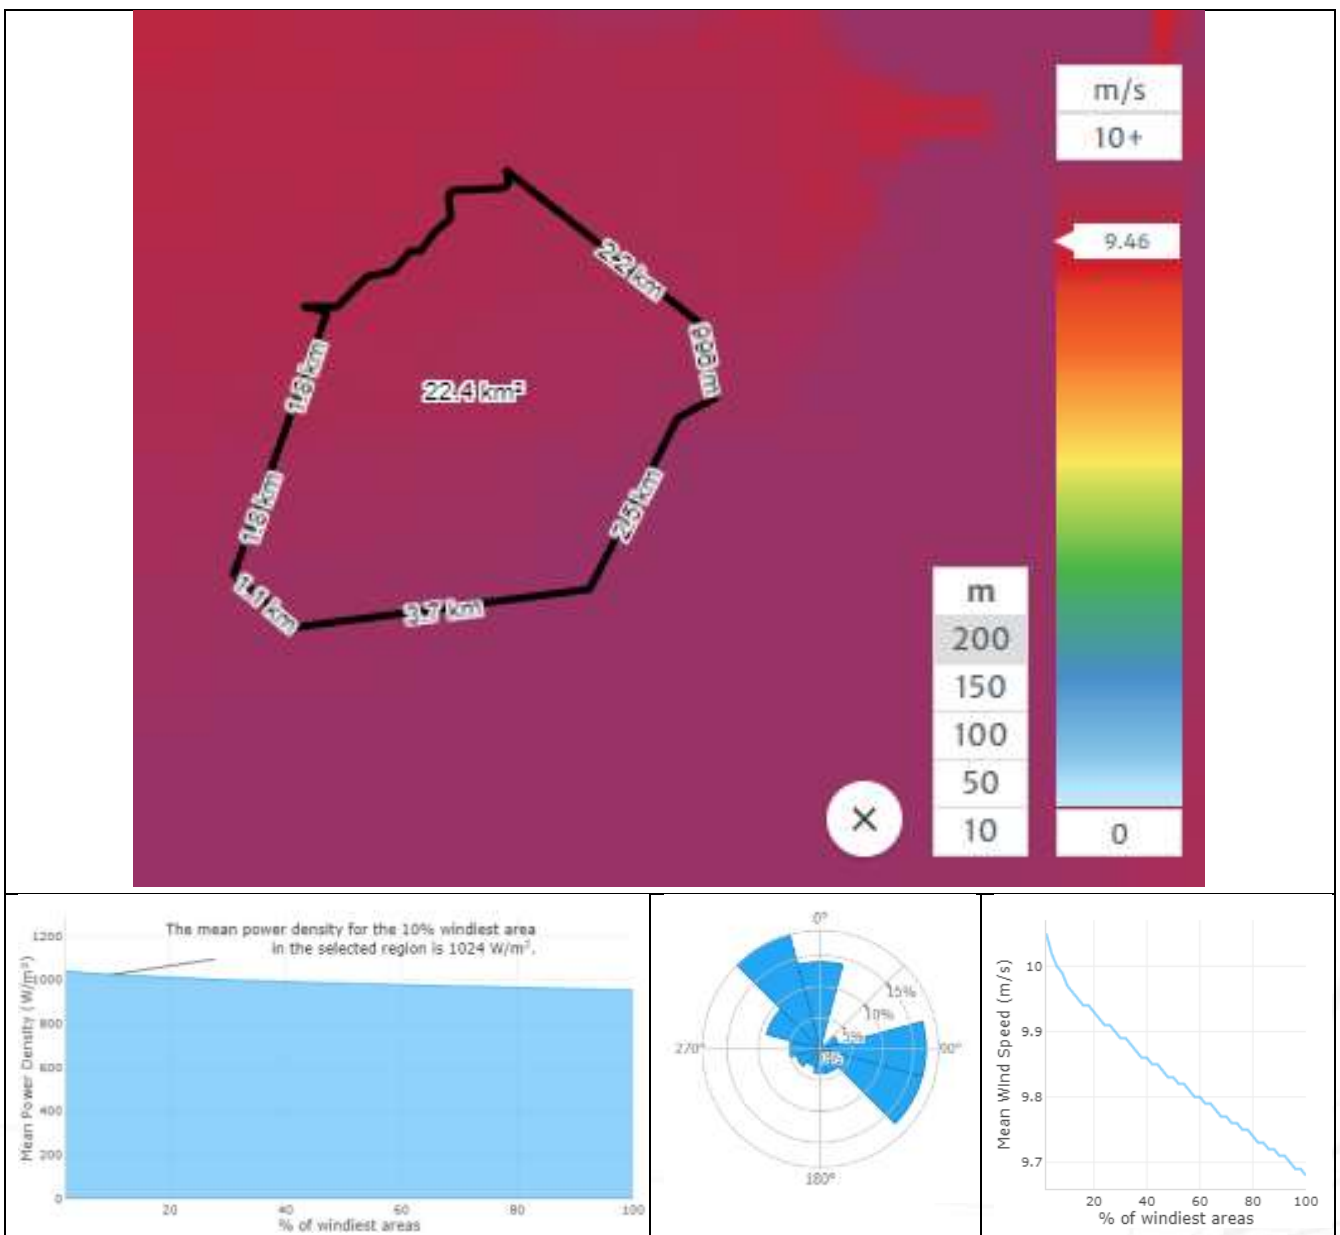 m/s
10+
9.46
2.2 km
998 m
1.8 km
22.4 km²
1.8 km
2.5 km
1.1 km
3.7 km
m
200
150
100
50
10
0
The mean power density for the 10% windiest area
in the selected region is 1024 W/m².
Mean Power Density (W/m²)
1200
1000
800
600
400
200
0
20
40
60
80
100
% of windiest areas
0°
15%
10%
5%
0%
270°
90°
180°
Mean Wind Speed (m/s)
10
9.9
9.8
9.7
20
40
60
80
100
% of windiest areas